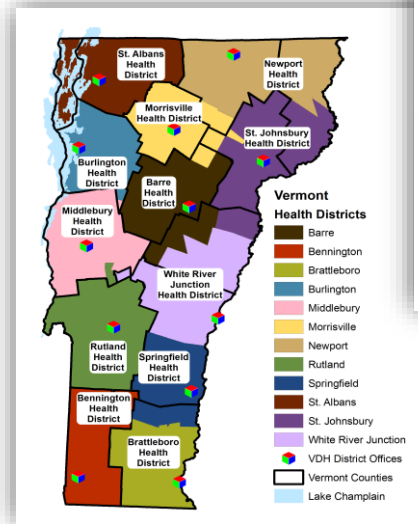 St. Albans
Health
District
Newport
Health
District
Morrisville
Health District
St. Johnsbury
Health District
Burlington
Health
District
Barre
Health
District
Middlebury
Health
District
White River
Junction
Health District
Rutland
Health
District
Springfield
Health
District
Bennington
Health
District
Brattleboro
Health
District
Vermont
Health Districts
Barre
Bennington
Brattleboro
Burlington
Middlebury
Morrisville
Newport
Rutland
Springfield
St. Albans
St. Johnsbury
White River Junction
VDH District Offices
Vermont Counties
Lake Champlain